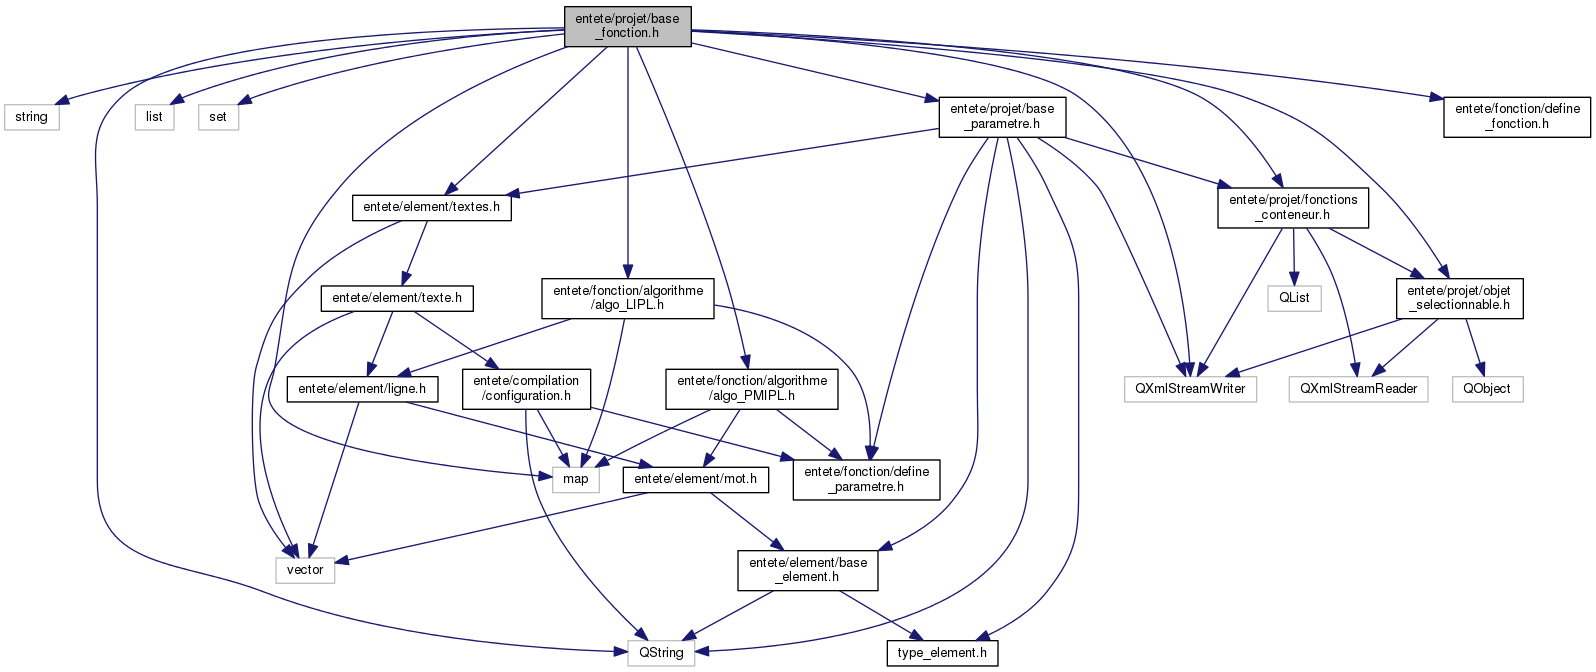 entete/projet/base
_fonction.h
string
list
set
entete/projet/base
_parametre.h
entete/fonction/define
_fonction.h
entete/element/textes.h
entete/projet/fonctions
_conteneur.h
entete/element/texte.h
entete/fonction/algorithme
/algo_LIPL.h
QList
entete/projet/objet
_selectionnable.h
entete/element/ligne.h
entete/compilation
/configuration.h
entete/fonction/algorithme
/algo_PMIPL.h
QXmlStreamWriter
QXmlStreamReader
QObject
map
entete/element/mot.h
entete/fonction/define
_parametre.h
vector
entete/element/base
_element.h
QString
type_element.h